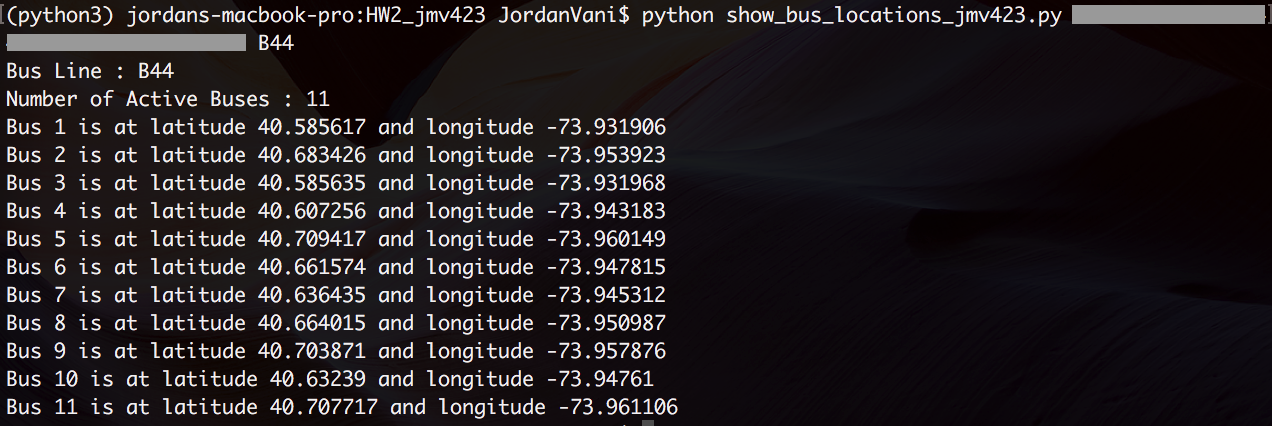 (python3) jordans-macbook-pro:HW2_jmv423 JordanVani$ python show_bus_locations_jmv423.py
B44
Bus Line : B44
Number of Active Buses : 11
Bus 1 is at latitude 40.585617 and longitude -73.931906
Bus 2 is at latitude 40.683426 and longitude -73.953923
Bus 3 is at latitude 40.585635 and longitude -73.931968
Bus 4 is at latitude 40.607256 and longitude -73.943183
Bus 5 is at latitude 40.709417 and longitude -73.960149
Bus 6 is at latitude 40.661574 and longitude -73.947815
Bus 7 is at latitude 40.636435 and longitude -73.945312
Bus 8 is at latitude 40.664015 and longitude -73.950987
Bus 9 is at latitude 40.703871 and longitude -73.957876
Bus 10 is at latitude 40.63239 and longitude -73.94761
Bus 11 is at latitude 40.707717 and longitude -73.961106